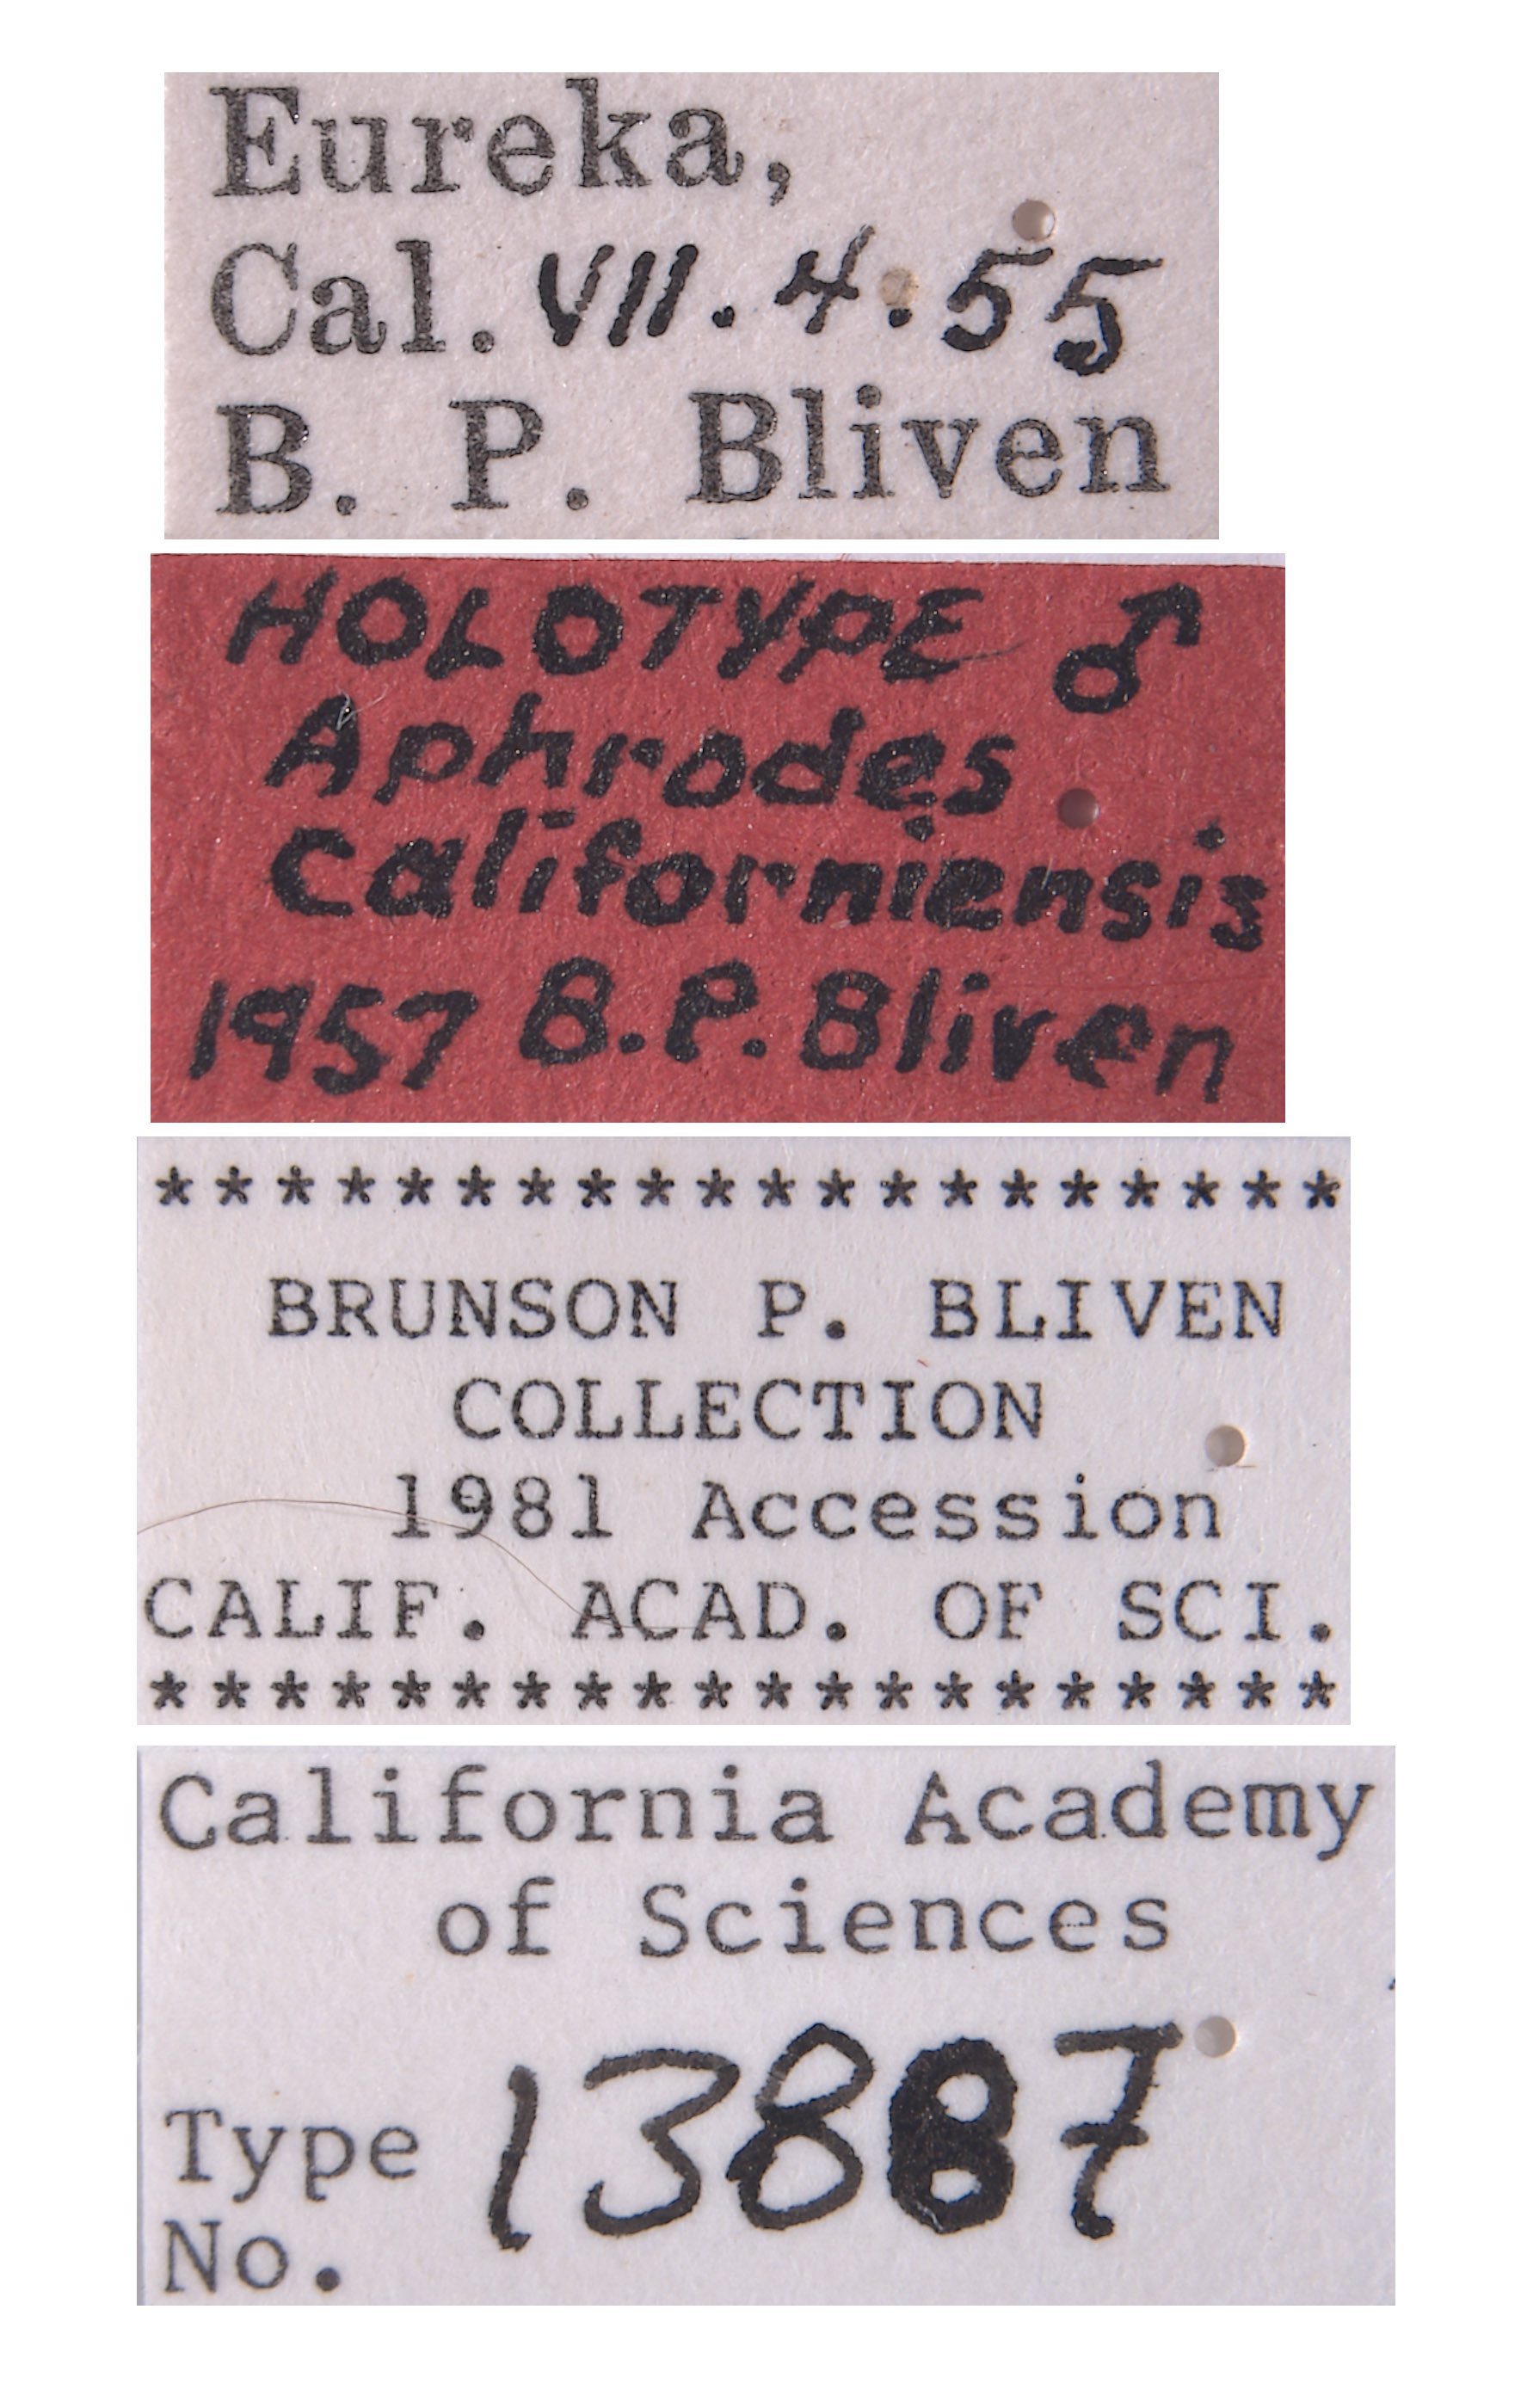 Eureka,
Cal. VII. 4. 55
B. P. Bliven
HOLOTYPE ♂
Aphrodes
Californiensis
1957 B.P. Bliven
* * * * * * * * * * * * * * * * * * * *
BRUNSON P. BLIVEN
COLLECTION
1981 Accession
CALIF. ACAD. OF SCI.
* * * * * * * * * * * * * * * * * * * *
California Academy
of Sciences
Type
No. 13887